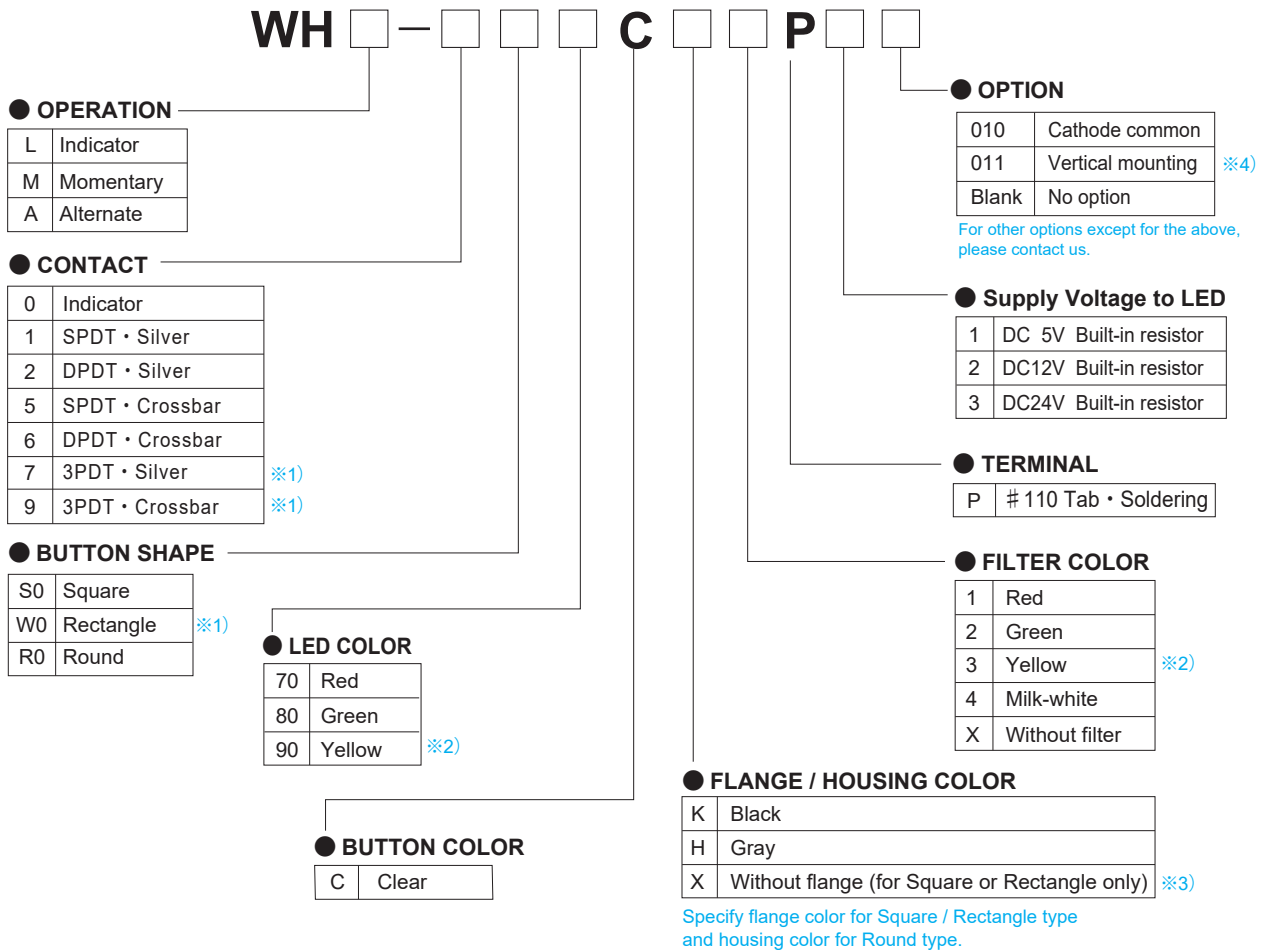 WH □ － □ □ □ C □ □ P □ □
● OPERATION
L Indicator
M Momentary
A Alternate
● CONTACT
0 Indicator
1 SPDT・Silver
2 DPDT・Silver
5 SPDT・Crossbar
6 DPDT・Crossbar
7 3PDT・Silver ※1)
9 3PDT・Crossbar ※1)
● BUTTON SHAPE
S0 Square
W0 Rectangle ※1)
R0 Round
● LED COLOR
70 Red
80 Green
90 Yellow ※2)
● BUTTON COLOR
C Clear
● FLANGE / HOUSING COLOR
K Black
H Gray
X Without flange (for Square or Rectangle only) ※3)
Specify flange color for Square / Rectangle type
and housing color for Round type.
● FILTER COLOR
1 Red
2 Green
3 Yellow ※2)
4 Milk-white
X Without filter
● TERMINAL
P ♯110 Tab・Soldering
● Supply Voltage to LED
1 DC 5V Built-in resistor
2 DC12V Built-in resistor
3 DC24V Built-in resistor
● OPTION
010 Cathode common
011 Vertical mounting ※4)
Blank No option
For other options except for the above,
please contact us.